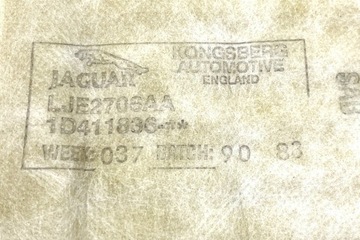 JAGUAR
KONGSBERG
AUTOMOTIVE
ENGLAND
LJE2706AA
1D411836-**
WEEK: 037 BATCH: 90 83